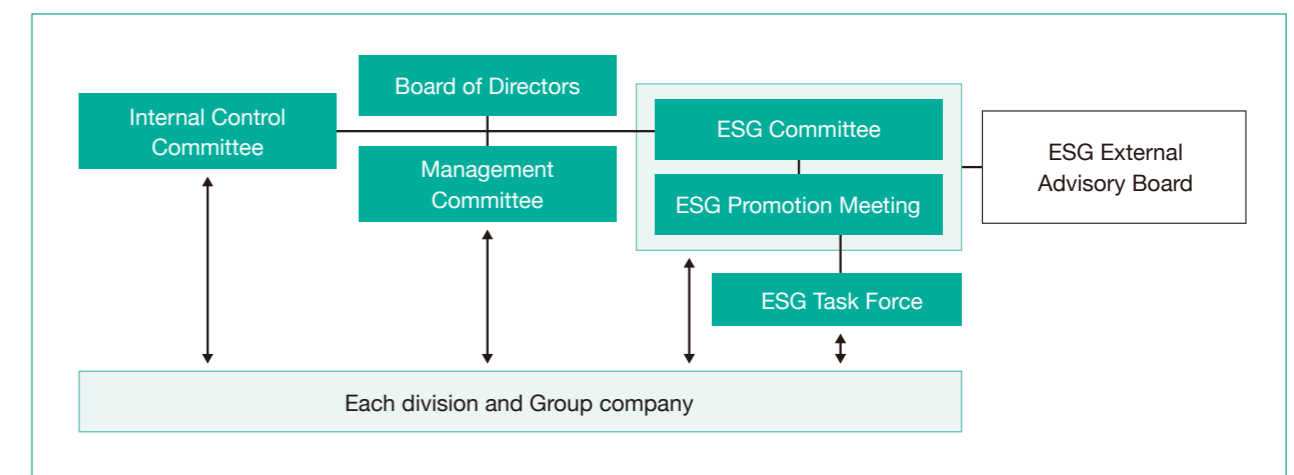 Board of Directors
Internal Control
Committee
Management
Committee
ESG Committee
ESG Promotion Meeting
ESG External
Advisory Board
ESG Task Force
Each division and Group company